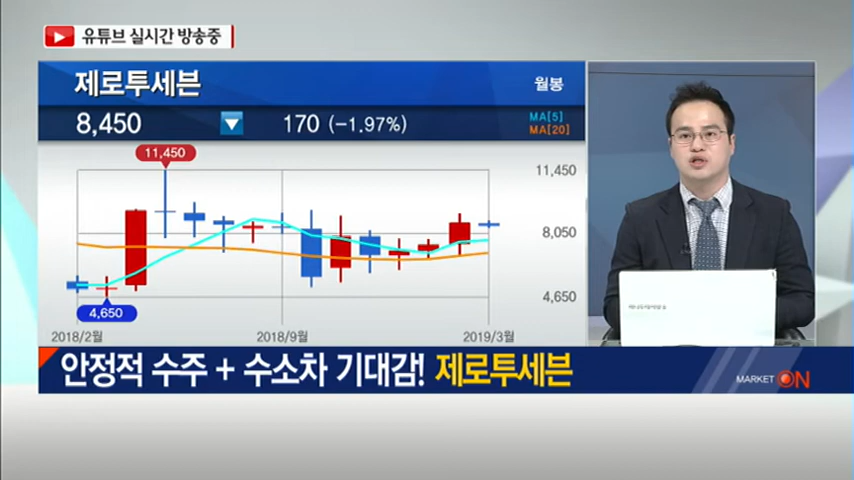 유튜브 실시간 방송중
제로투세븐
월봉
8,450 ▼ 170 (-1.97%)
MA[5]
MA[20]
11,450
11,450
8,050
4,650
4,650
2018/2월 2018/9월 2019/3월
안정적 수주 + 수소차 기대감! 제로투세븐
MARKET ON